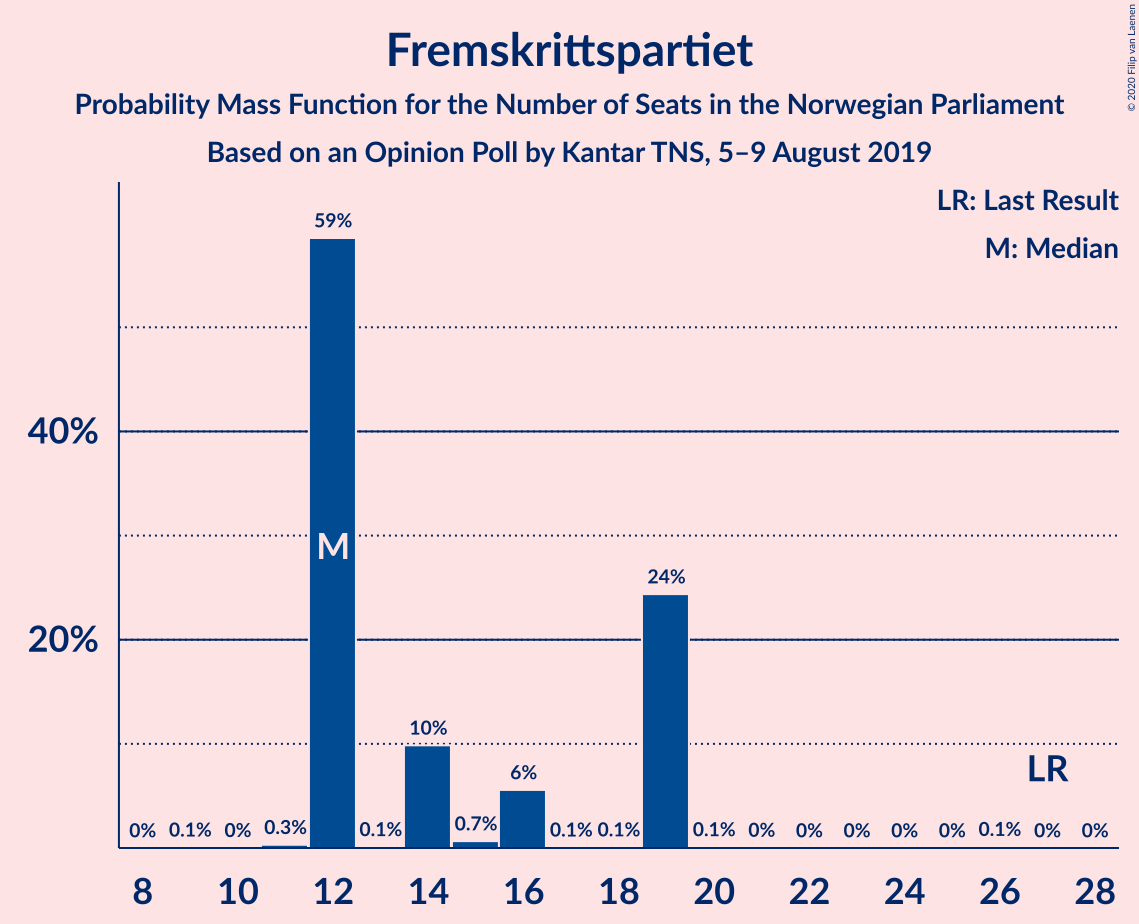 Fremskrittspartiet
Probability Mass Function for the Number of Seats in the Norwegian Parliament
Based on an Opinion Poll by Kantar TNS, 5–9 August 2019
© 2020 Filip van Laenen
LR: Last Result
M: Median
59%
40%
M
24%
20%
10%
6%
LR
0% 0.1% 0% 0.3% 0.1% 0.7% 0.1% 0.1% 0.1% 0% 0% 0% 0% 0% 0.1% 0% 0%
8 10 12 14 16 18 20 22 24 26 28